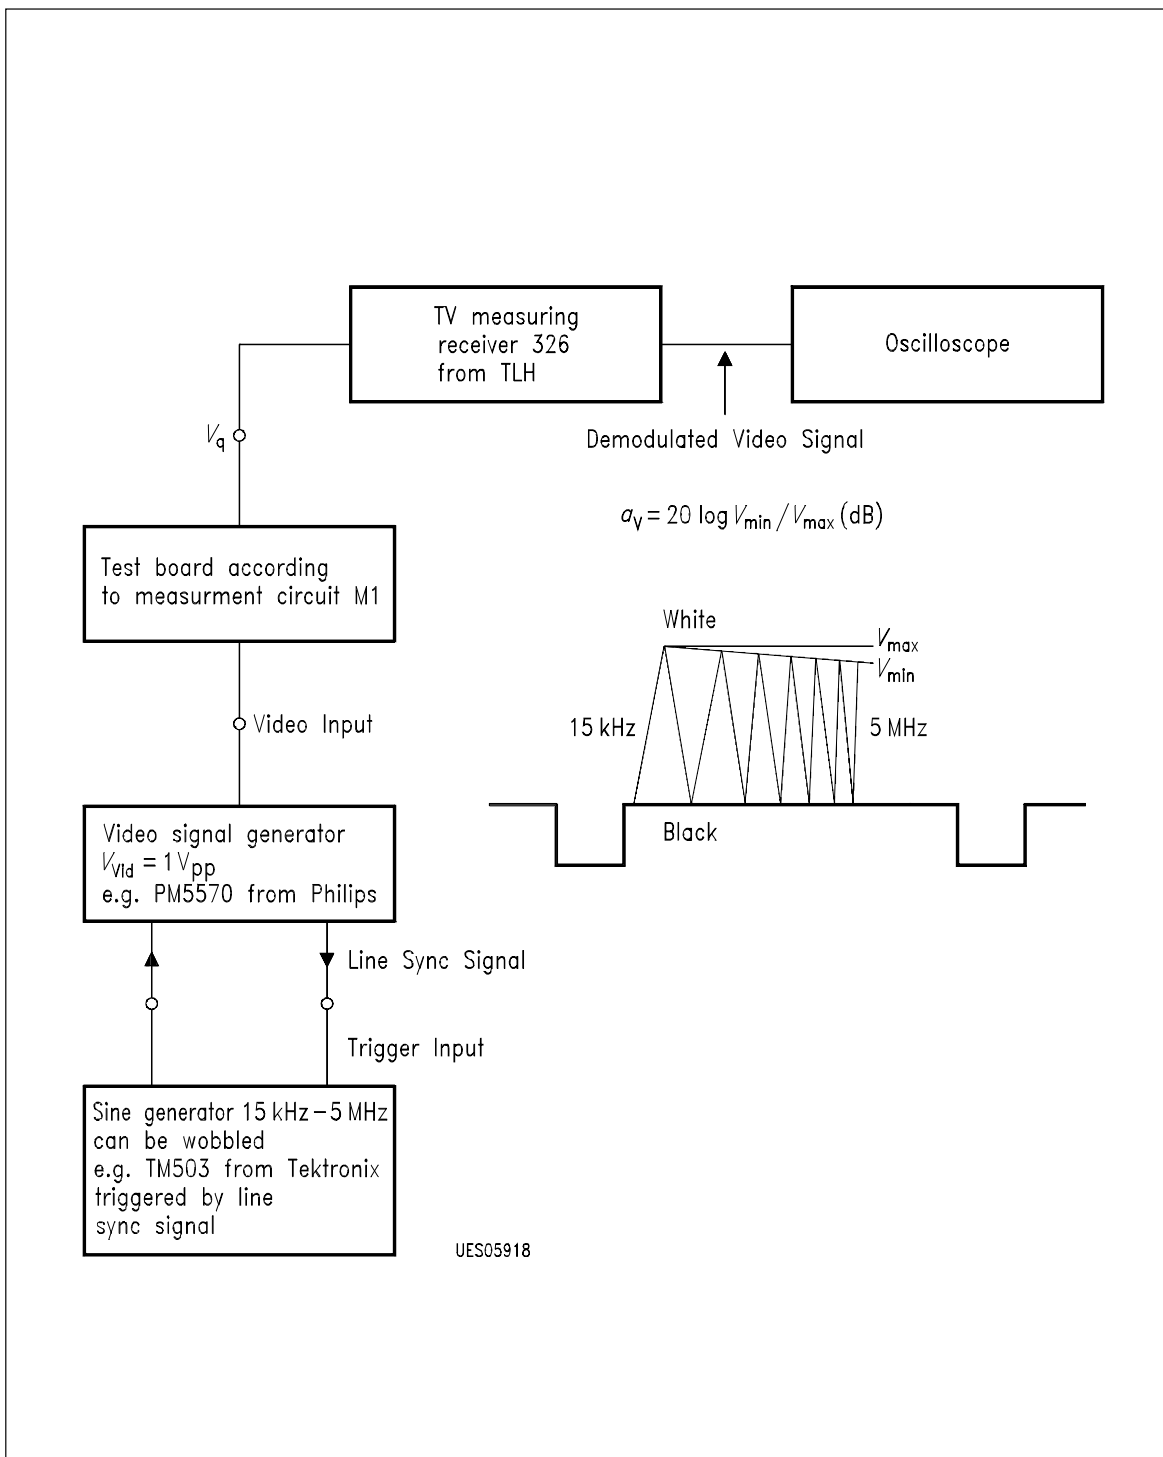 TV measuring
receiver 326
from TLH
Oscilloscope
Vq
Demodulated Video Signal
aV = 20 log Vmin / Vmax (dB)
Test board according
to measurment circuit M1
White
Vmax
Vmin
15 kHz
5 MHz
Video Input
Black
Video signal generator
VVid = 1 Vpp
e.g. PM5570 from Philips
Line Sync Signal
Trigger Input
Sine generator 15 kHz – 5 MHz
can be wobbled
e.g. TM503 from Tektronix
triggered by line
sync signal
UES05918